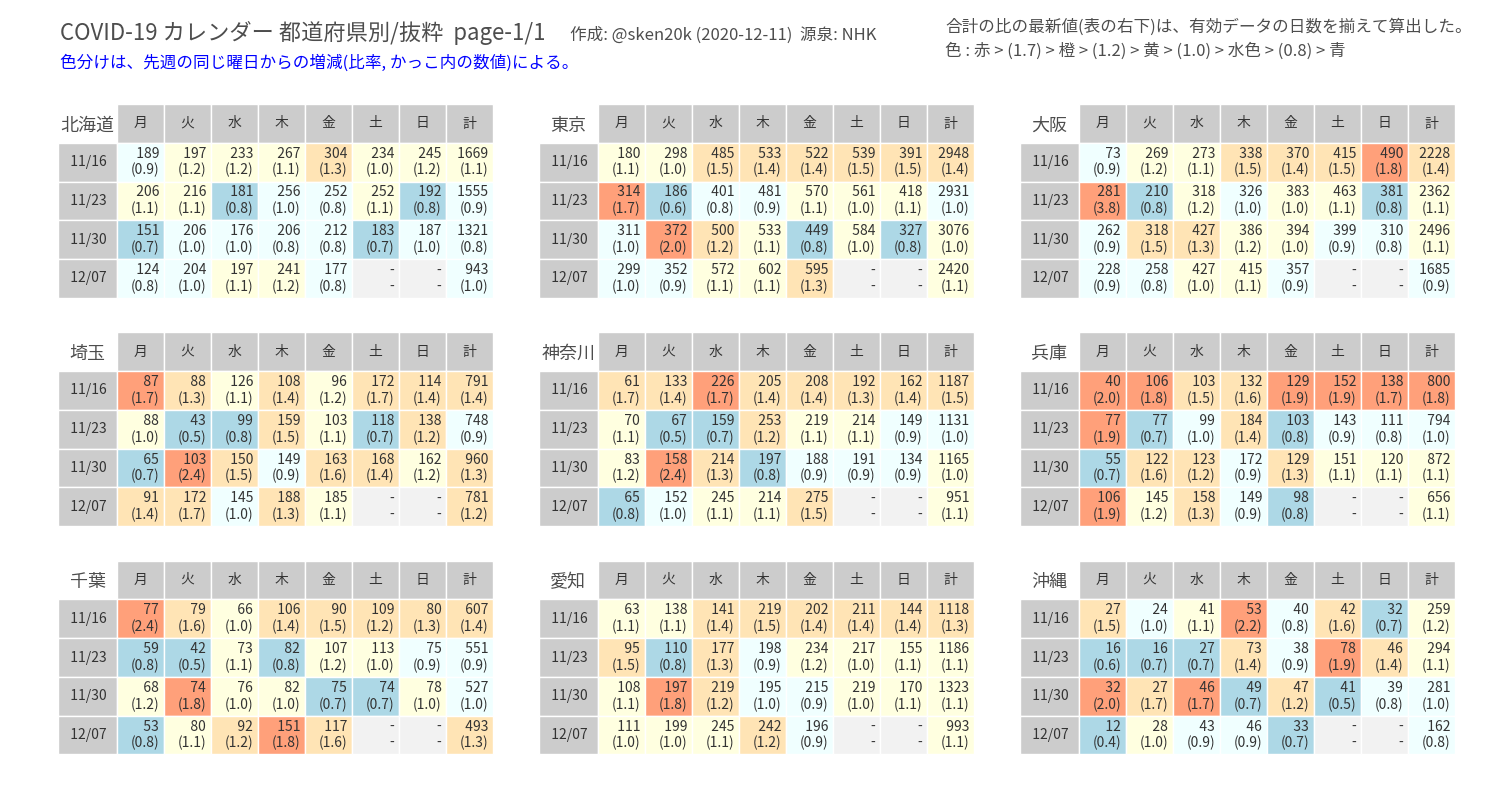 COVID-19 カレンダー 都道府県別/抜粋 page-1/1 作成: @sken20k (2020-12-11) 源泉: NHK
合計の比の最新値(表の右下)は、有効データの日数を揃えて算出した。
色分けは、先週の同じ曜日からの増減(比率, かっこ内の数値)による。
色 : 赤 > (1.7) > 橙 > (1.2) > 黄 > (1.0) > 水色 > (0.8) > 青
北海道 月 火 水 木 金 土 日 計
11/16 189 197 233 267 304 234 245 1669
(0.9) (1.2) (1.2) (1.1) (1.3) (1.0) (1.2) (1.1)
11/23 206 216 181 256 252 252 192 1555
(1.1) (1.1) (0.8) (1.0) (0.8) (1.1) (0.8) (0.9)
11/30 151 206 176 206 212 183 187 1321
(0.7) (1.0) (1.0) (0.8) (0.8) (0.7) (1.0) (0.8)
12/07 124 204 197 241 177 - - 943
(0.8) (1.0) (1.1) (1.2) (0.8) - - (1.0)
東京 月 火 水 木 金 土 日 計
11/16 180 298 485 533 522 539 391 2948
(1.1) (1.0) (1.5) (1.4) (1.4) (1.5) (1.5) (1.4)
11/23 314 186 401 481 570 561 418 2931
(1.7) (0.6) (0.8) (0.9) (1.1) (1.0) (1.1) (1.0)
11/30 311 372 500 533 449 584 327 3076
(1.0) (2.0) (1.2) (1.1) (0.8) (1.0) (0.8) (1.0)
12/07 299 352 572 602 595 - - 2420
(1.0) (0.9) (1.1) (1.1) (1.3) - - (1.1)
大阪 月 火 水 木 金 土 日 計
11/16 73 269 273 338 370 415 490 2228
(0.9) (1.2) (1.1) (1.5) (1.4) (1.5) (1.8) (1.4)
11/23 281 210 318 326 383 463 381 2362
(3.8) (0.8) (1.2) (1.0) (1.0) (1.1) (0.8) (1.1)
11/30 262 318 427 386 394 399 310 2496
(0.9) (1.5) (1.3) (1.2) (1.0) (0.9) (0.8) (1.1)
12/07 228 258 427 415 357 - - 1685
(0.9) (0.8) (1.0) (1.1) (0.9) - - (0.9)
埼玉 月 火 水 木 金 土 日 計
11/16 87 88 126 108 96 172 114 791
(1.7) (1.3) (1.1) (1.4) (1.2) (1.7) (1.4) (1.4)
11/23 88 43 99 159 103 118 138 748
(1.0) (0.5) (0.8) (1.5) (1.1) (0.7) (1.2) (0.9)
11/30 65 103 150 149 163 168 162 960
(0.7) (2.4) (1.5) (0.9) (1.6) (1.4) (1.2) (1.3)
12/07 91 172 145 188 185 - - 781
(1.4) (1.7) (1.0) (1.3) (1.1) - - (1.2)
神奈川 月 火 水 木 金 土 日 計
11/16 61 133 226 205 208 192 162 1187
(1.7) (1.4) (1.7) (1.4) (1.4) (1.3) (1.4) (1.5)
11/23 70 67 159 253 219 214 149 1131
(1.1) (0.5) (0.7) (1.2) (1.1) (1.1) (0.9) (1.0)
11/30 83 158 214 197 188 191 134 1165
(1.2) (2.4) (1.3) (0.8) (0.9) (0.9) (0.9) (1.0)
12/07 65 152 245 214 275 - - 951
(0.8) (1.0) (1.1) (1.1) (1.5) - - (1.1)
兵庫 月 火 水 木 金 土 日 計
11/16 40 106 103 132 129 152 138 800
(2.0) (1.8) (1.5) (1.6) (1.9) (1.9) (1.7) (1.8)
11/23 77 77 99 184 103 143 111 794
(1.9) (0.7) (1.0) (1.4) (0.8) (0.9) (0.8) (1.0)
11/30 55 122 123 172 129 151 120 872
(0.7) (1.6) (1.2) (0.9) (1.3) (1.1) (1.1) (1.1)
12/07 106 145 158 149 98 - - 656
(1.9) (1.2) (1.3) (0.9) (0.8) - - (1.1)
千葉 月 火 水 木 金 土 日 計
11/16 77 79 66 106 90 109 80 607
(2.4) (1.6) (1.0) (1.4) (1.5) (1.2) (1.3) (1.4)
11/23 59 42 73 82 107 113 75 551
(0.8) (0.5) (1.1) (0.8) (1.2) (1.0) (0.9) (0.9)
11/30 68 74 76 82 75 74 78 527
(1.2) (1.8) (1.0) (1.0) (0.7) (0.7) (1.0) (1.0)
12/07 53 80 92 151 117 - - 493
(0.8) (1.1) (1.2) (1.8) (1.6) - - (1.3)
愛知 月 火 水 木 金 土 日 計
11/16 63 138 141 219 202 211 144 1118
(1.1) (1.1) (1.4) (1.5) (1.4) (1.4) (1.4) (1.3)
11/23 95 110 177 198 234 217 155 1186
(1.5) (0.8) (1.3) (0.9) (1.2) (1.0) (1.1) (1.1)
11/30 108 197 219 195 215 219 170 1323
(1.1) (1.8) (1.2) (1.0) (0.9) (1.0) (1.1) (1.1)
12/07 111 199 245 242 196 - - 993
(1.0) (1.0) (1.1) (1.2) (0.9) - - (1.1)
沖縄 月 火 水 木 金 土 日 計
11/16 27 24 41 53 40 42 32 259
(1.5) (1.0) (1.1) (2.2) (0.8) (1.6) (0.7) (1.2)
11/23 16 16 27 73 38 78 46 294
(0.6) (0.7) (0.7) (1.4) (0.9) (1.9) (1.4) (1.1)
11/30 32 27 46 49 47 41 39 281
(2.0) (1.7) (1.7) (0.7) (1.2) (0.5) (0.8) (1.0)
12/07 12 28 43 46 33 - - 162
(0.4) (1.0) (0.9) (0.9) (0.7) - - (0.8)